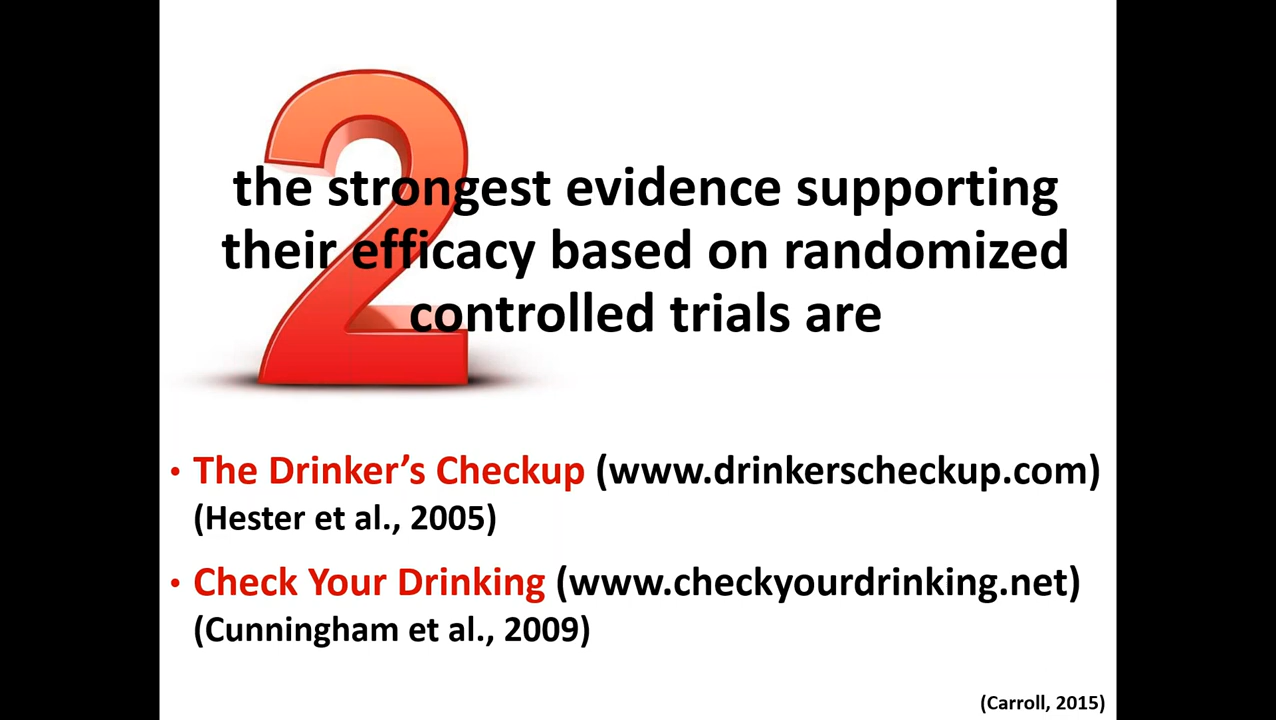 2
the strongest evidence supporting
their efficacy based on randomized
controlled trials are
• The Drinker’s Checkup (www.drinkerscheckup.com)
(Hester et al., 2005)
• Check Your Drinking (www.checkyourdrinking.net)
(Cunningham et al., 2009)
(Carroll, 2015)